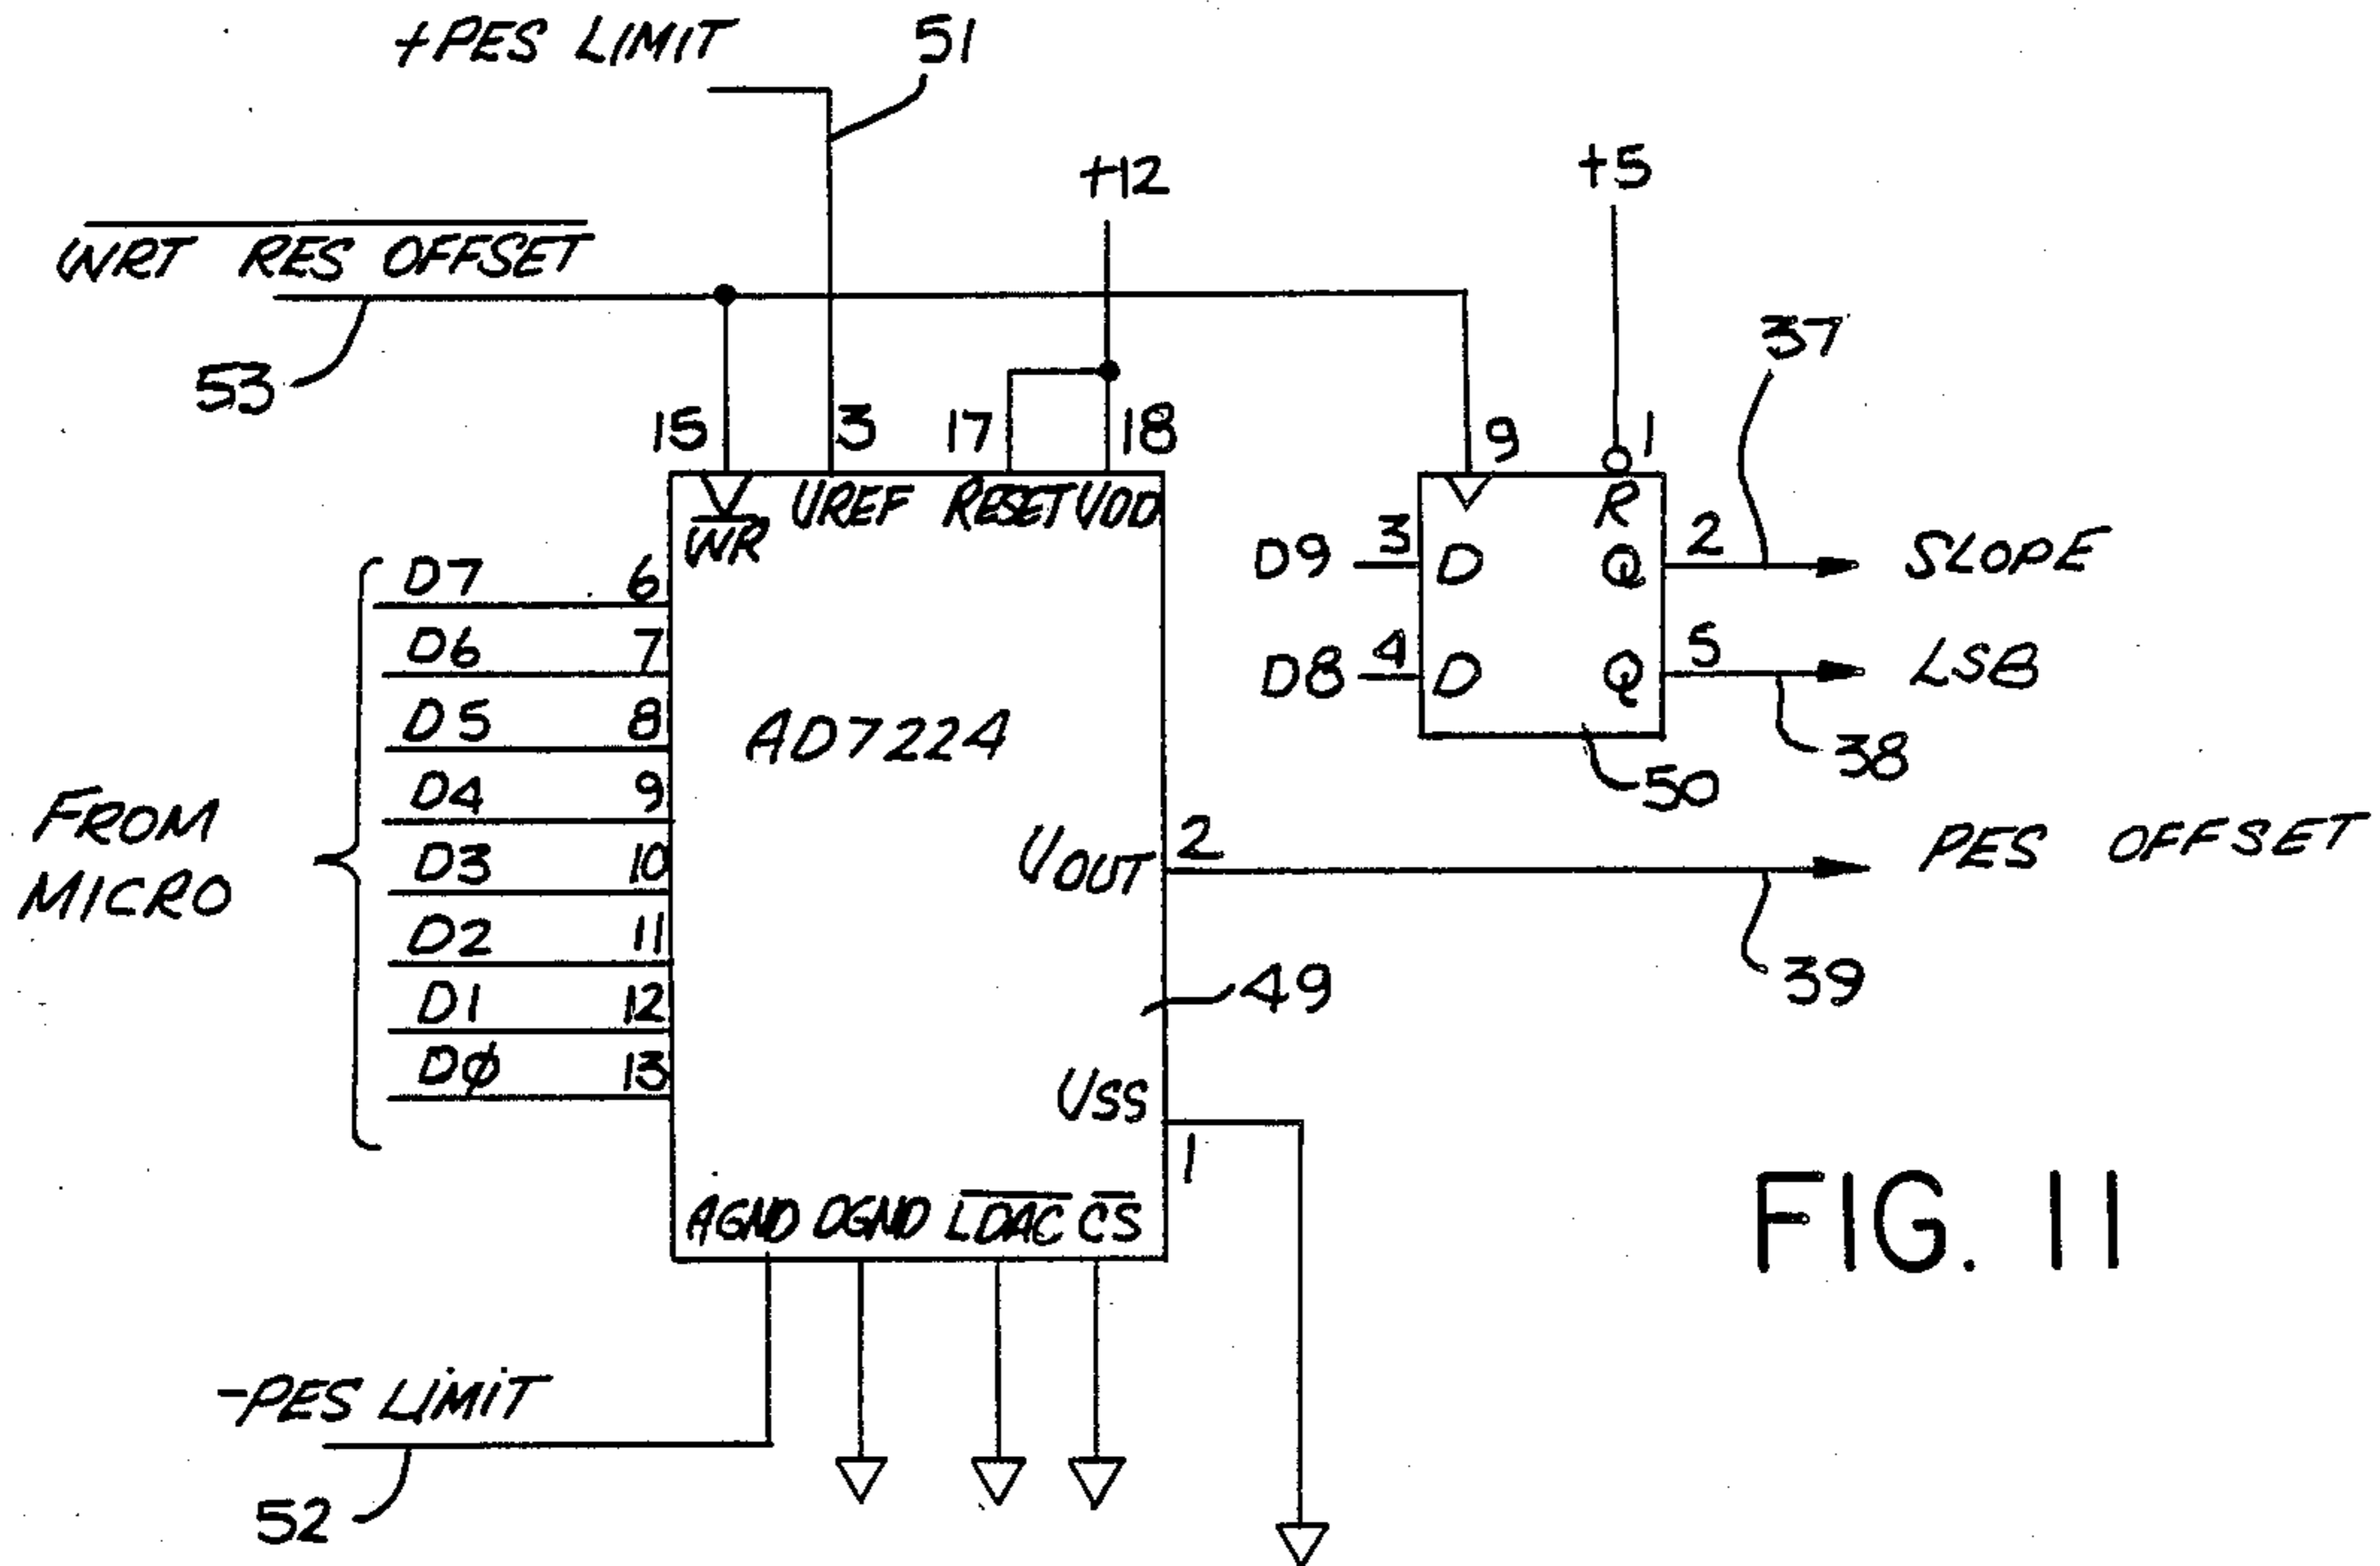 +PES LIMIT
51
+12
+5
WRT RES OFFSET
53
37
15 3 17 18
9 1
WR VREF RESET VDD
R
D9 3 D Q 2 SLOPE
D8 4 D Q 5 LSB
38
50
D7 6
D6 7
D5 8
D4 9
D3 10
D2 11
D1 12
DØ 13
FROM
MICRO
AD7224
VOUT 2 PES OFFSET
39
49
VSS
1
AGND DGND LDAC CS
-PES LIMIT
52
FIG. 11